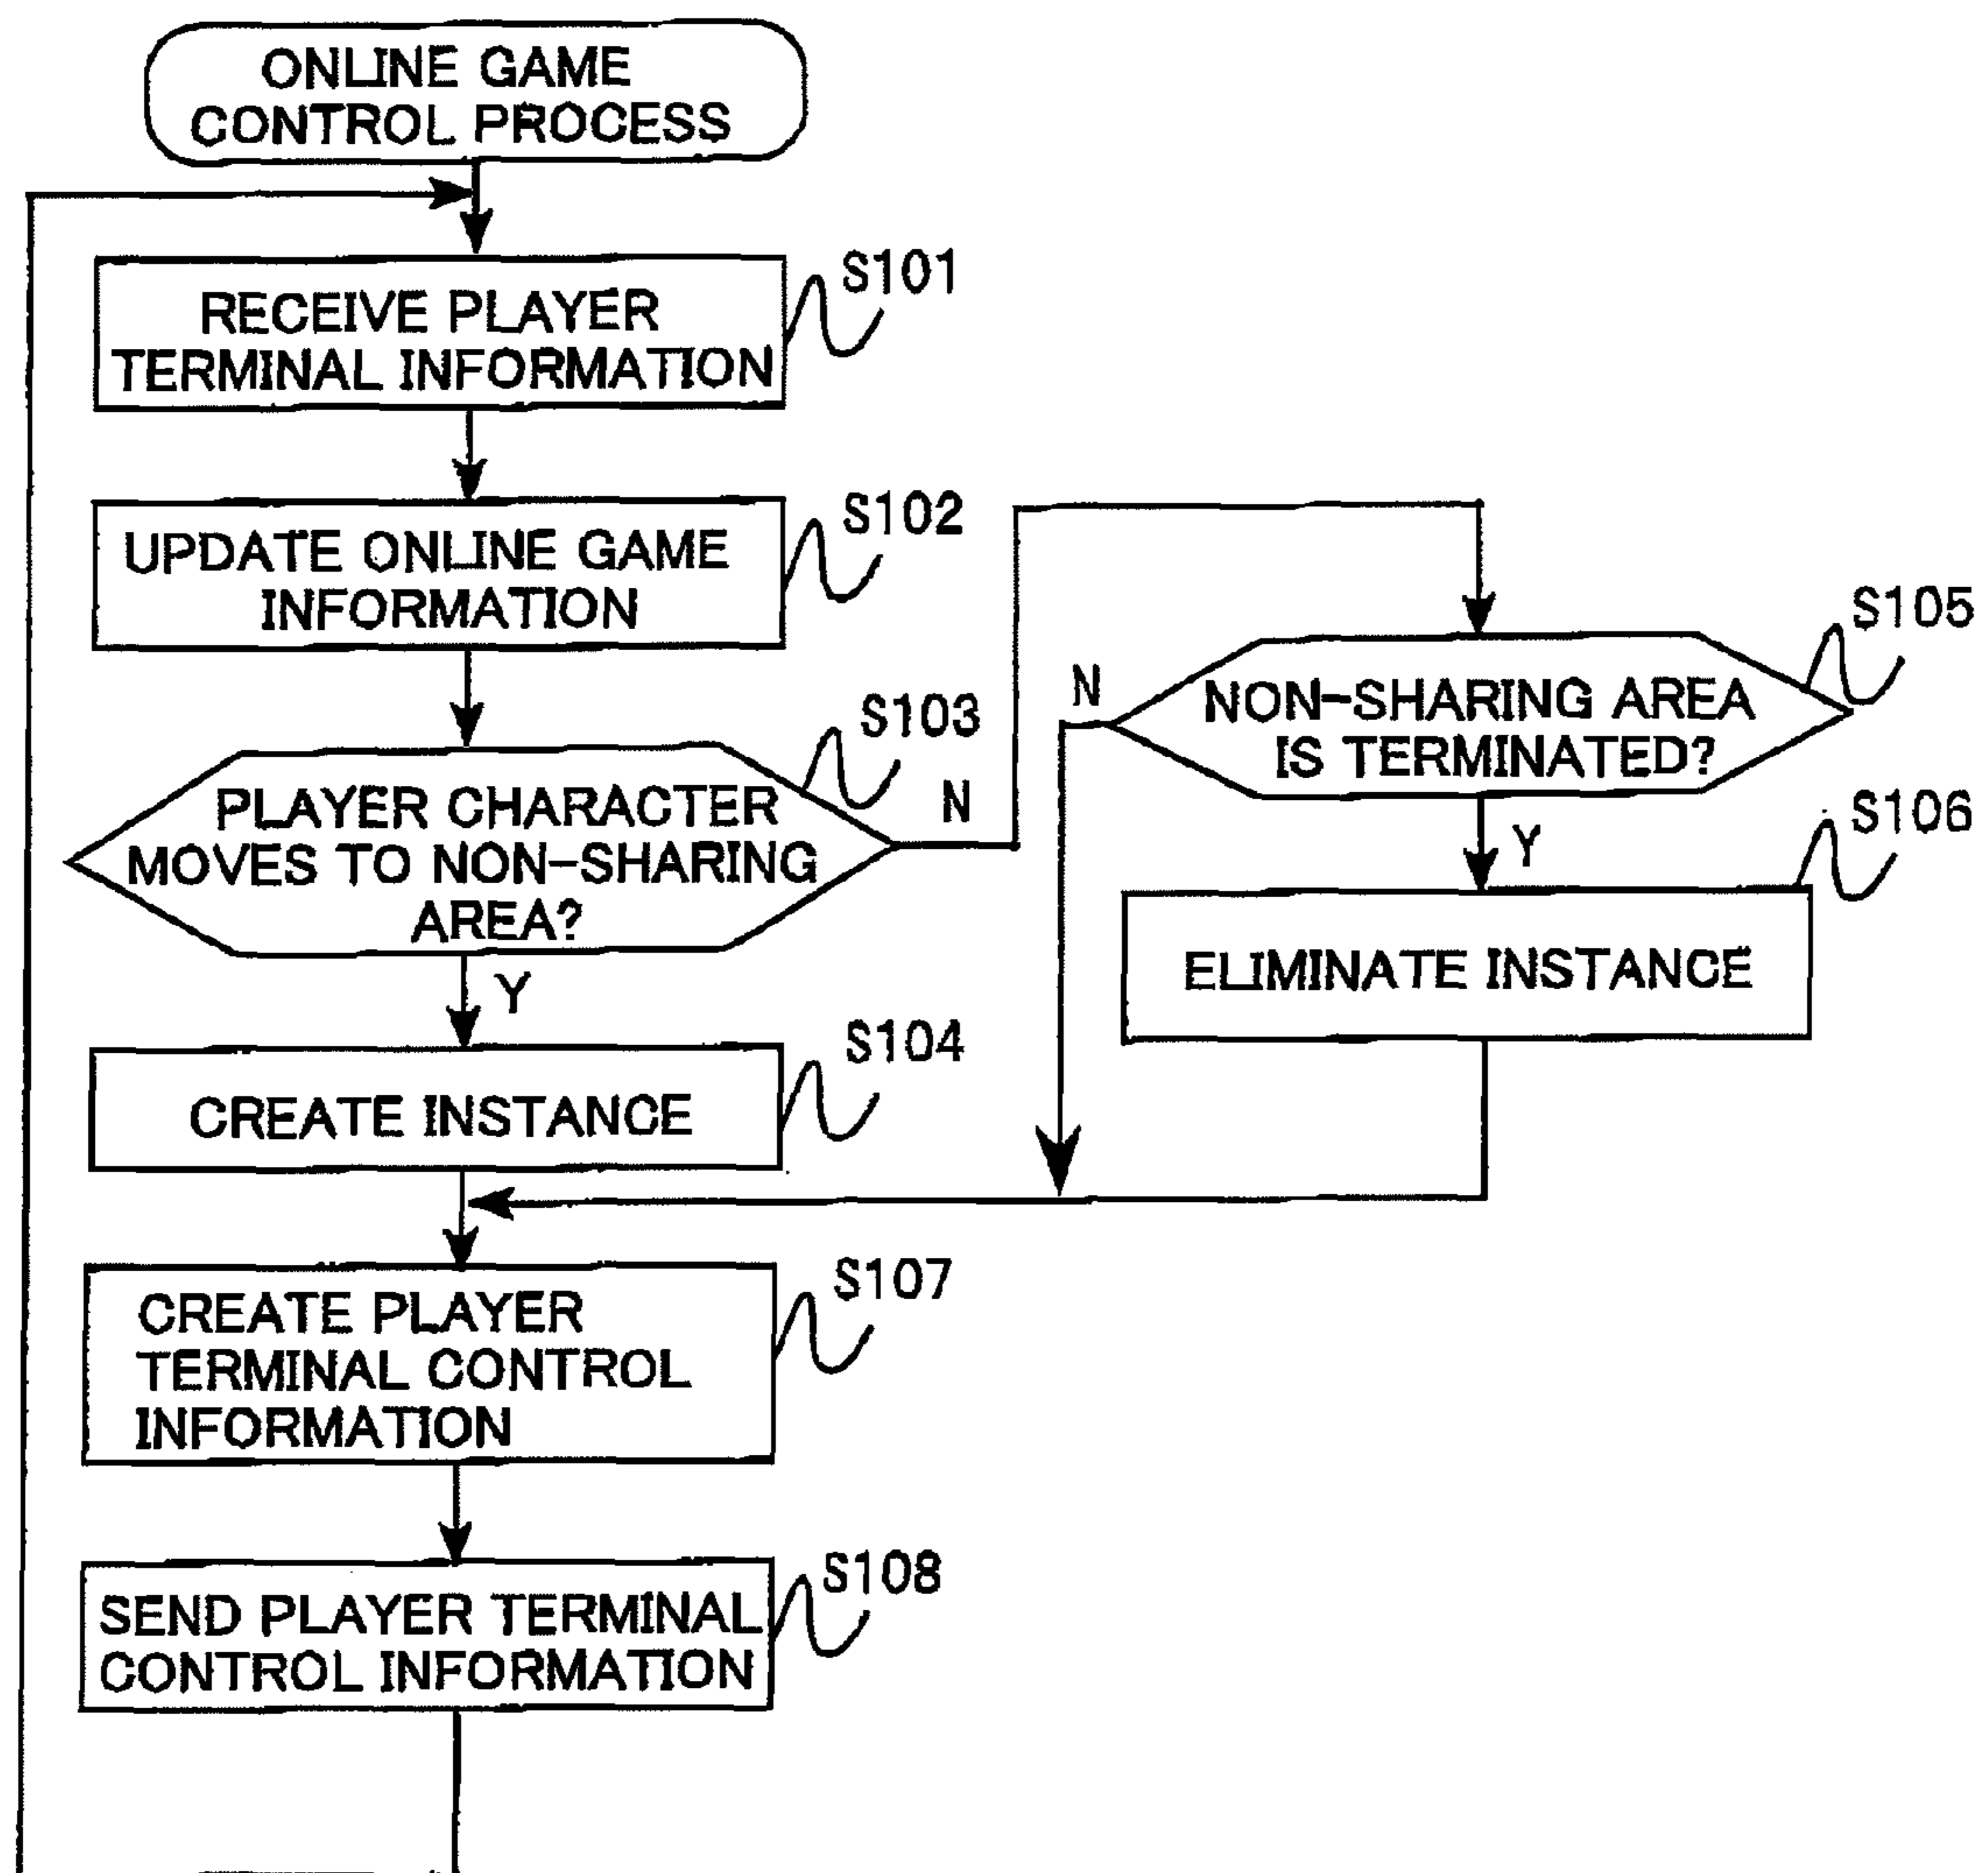 ONLINE GAME
CONTROL PROCESS
S101
RECEIVE PLAYER
TERMINAL INFORMATION
S102
UPDATE ONLINE GAME
INFORMATION
S103
PLAYER CHARACTER
MOVES TO NON-SHARING
AREA?
N
Y
S104
CREATE INSTANCE
S105
N
NON-SHARING AREA
IS TERMINATED?
Y
S106
ELIMINATE INSTANCE
S107
CREATE PLAYER
TERMINAL CONTROL
INFORMATION
S108
SEND PLAYER TERMINAL
CONTROL INFORMATION